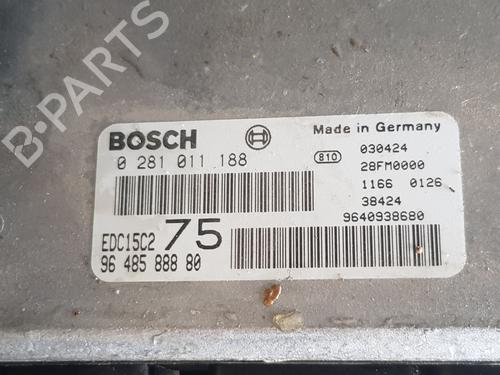 BOSCH
Made in Germany
0 281 011 188
810
030424
28FM0000
1166 0126
38424
9640938680
EDC15C2 75
96 485 888 80